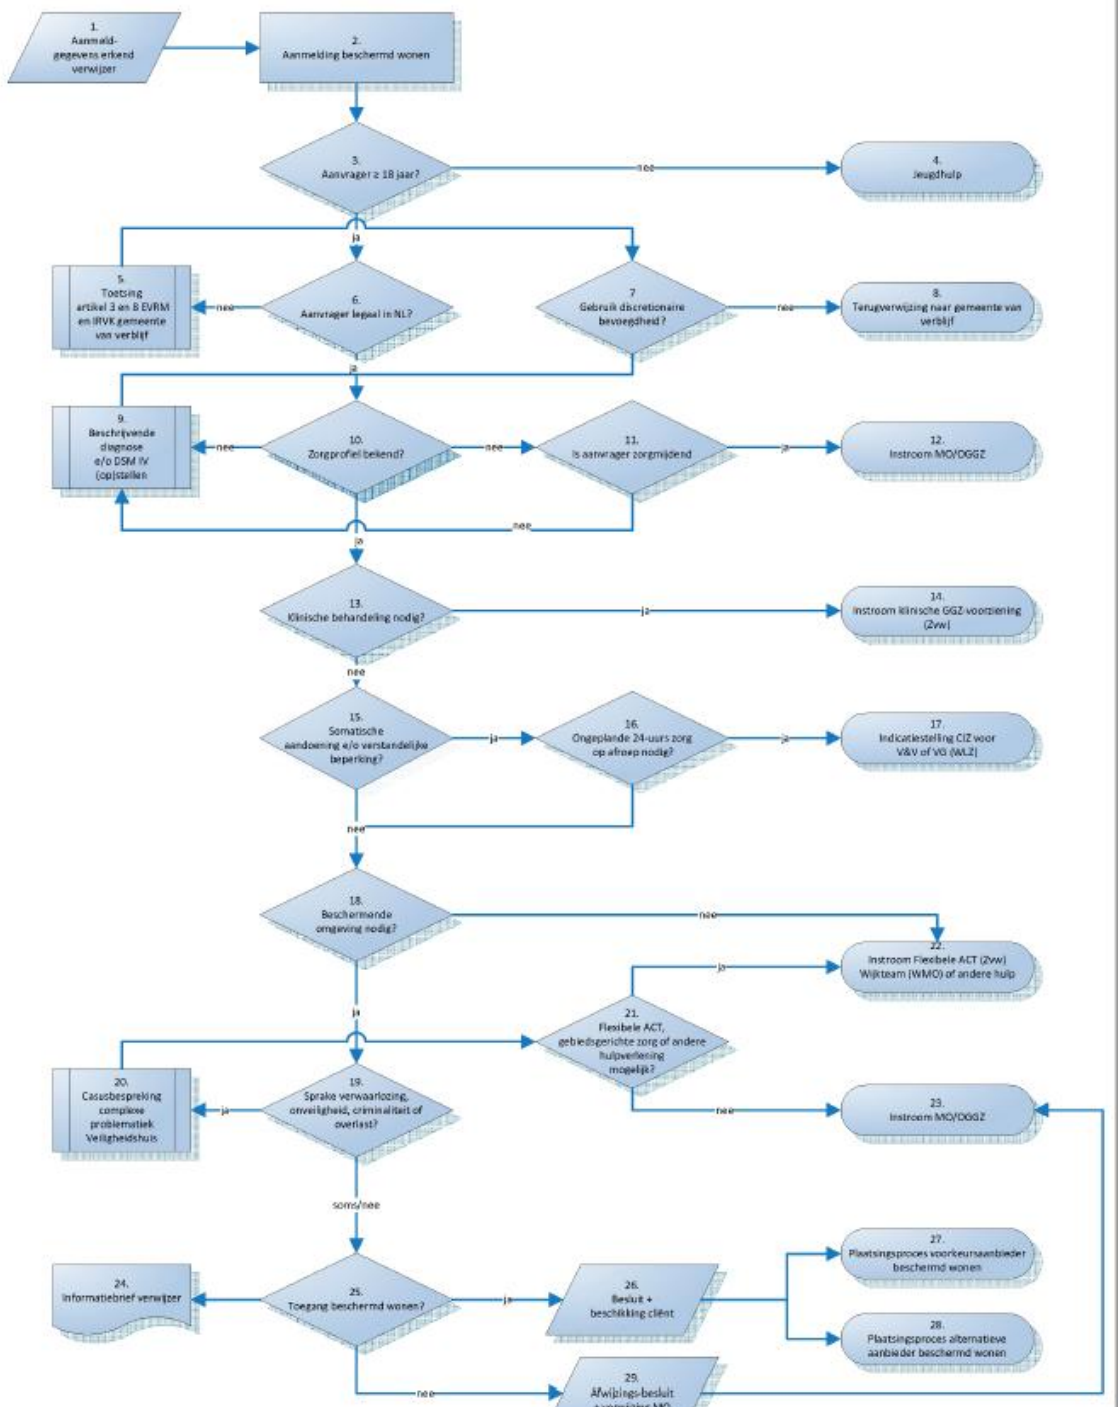 1.
Aanmeld-
gegevens erkend
verwijzer
2.
Aanmelding beschermd wonen
3.
Aanvrager ≥ 18 jaar?
nee
4.
Jeugdhulp
ja
5.
Toetsing
artikel 3 en 8 EVRM
en IRVK gemeente
van verblijf
nee
6.
Aanvrager legaal in NL?
7
Gebruik discretionaire
bevoegdheid?
nee
8.
Terugverwijzing naar gemeente van
verblijf
ja
9.
Beschrijvende
diagnose
e/o DSM IV
(op)stellen
nee
10.
Zorgprofiel bekend?
nee
11.
Is aanvrager zorgmijdend
ja
12.
Instroom MO/OGGZ
nee
ja
13.
Klinische behandeling nodig?
ja
14.
Instroom klinische GGZ-voorziening
(Zvw)
nee
15.
Somatische
aandoening e/o verstandelijke
beperking?
ja
16.
Ongeplande 24-uurs zorg
op afroep nodig?
ja
17.
Indicatiestelling CIZ voor
V&V of VG (WLZ)
nee
18.
Beschermende
omgeving nodig?
nee
22.
Instroom Flexibele ACT (Zvw)
Wijkteam (WMO) of andere hulp
ja
ja
21.
Flexibele ACT,
gebiedsgerichte zorg of andere
hulpverlening
mogelijk?
20.
Casusbespreking
complexe
problematiek
Veiligheidshuis
ja
19.
Sprake verwaarlozing,
onveiligheid, criminaliteit of
overlast?
nee
23.
Instroom MO/OGGZ
soms/nee
24.
Informatiebrief verwijzer
25.
Toegang beschermd wonen?
ja
26.
Besluit +
beschikking cliënt
27.
Plaatsingsproces voorkeursaanbieder
beschermd wonen
28.
Plaatsingsproces alternatieve
aanbieder beschermd wonen
nee
29.
Afwijzings-besluit